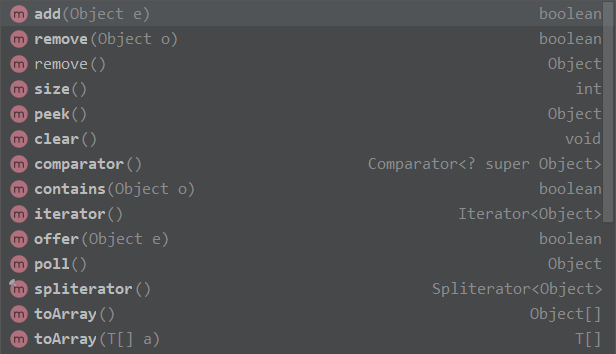 m add(Object e) boolean
m remove(Object o) boolean
m remove() Object
m size() int
m peek() Object
m clear() void
m comparator() Comparator<? super Object>
m contains(Object o) boolean
m iterator() Iterator<Object>
m offer(Object e) boolean
m poll() Object
m spliterator() Spliterator<Object>
m toArray() Object[]
m toArray(T[] a) T[]